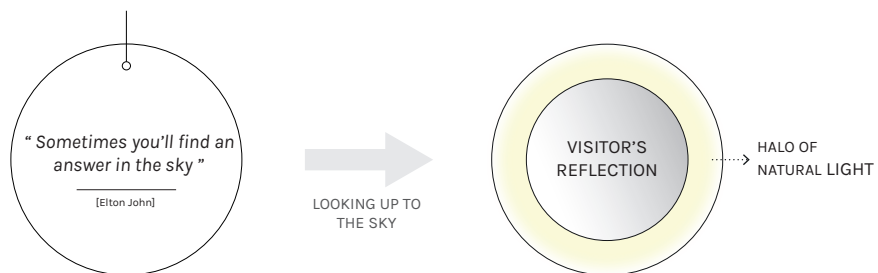 “ Sometimes you’ll find an
answer in the sky ”
[Elton John]
LOOKING UP TO
THE SKY
VISITOR’S
REFLECTION
HALO OF
NATURAL LIGHT